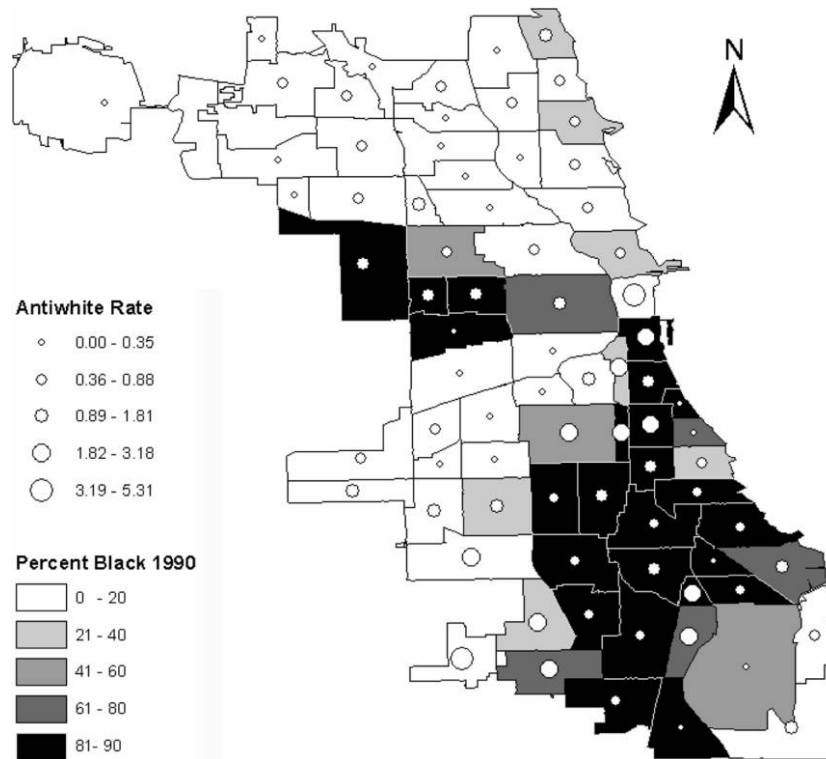 N
Antiwhite Rate
0.00 - 0.35
0.36 - 0.88
0.89 - 1.81
1.82 - 3.18
3.19 - 5.31
Percent Black 1990
0 - 20
21 - 40
41 - 60
61 - 80
81- 90